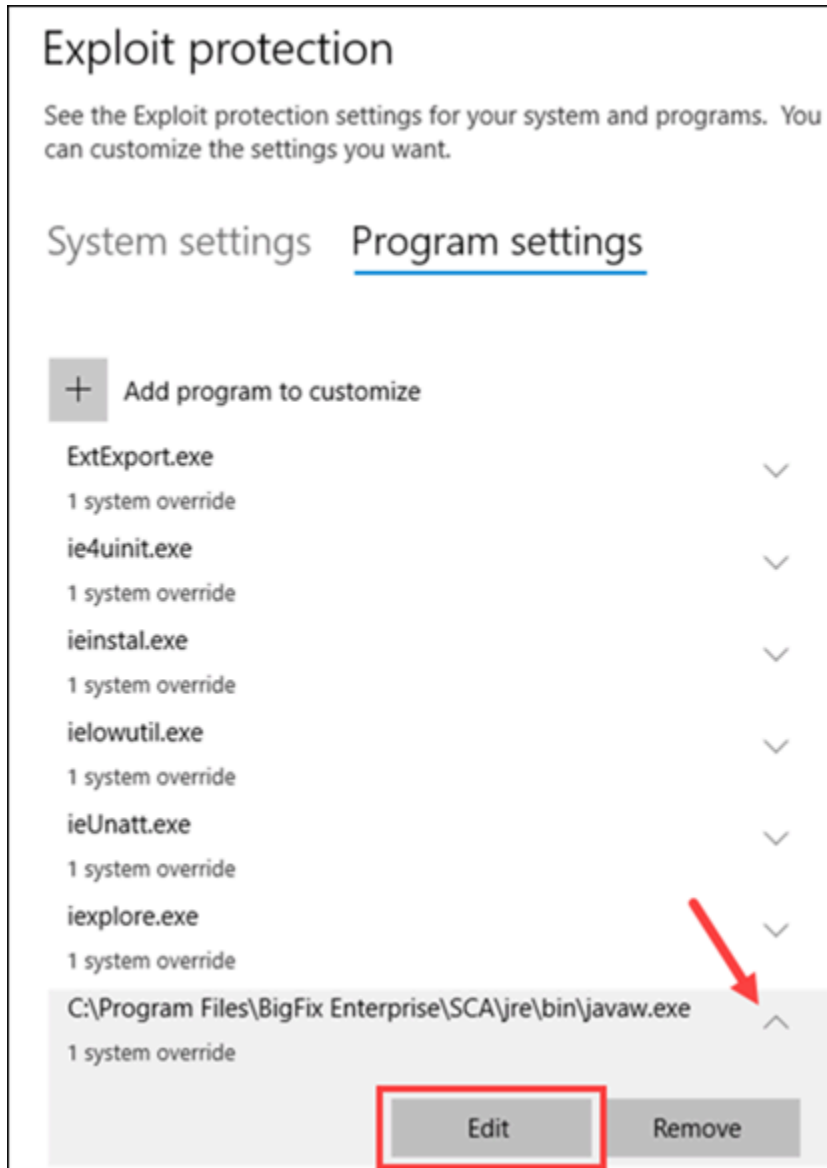 Exploit protection
See the Exploit protection settings for your system and programs.  You
can customize the settings you want.
System settings
Program settings
Add program to customize
ExtExport.exe
1 system override
ie4uinit.exe
1 system override
ieinstal.exe
1 system override
ielowutil.exe
1 system override
ieUnatt.exe
1 system override
iexplore.exe
1 system override
C:\Program Files\BigFix Enterprise\SCA\jre\bin\javaw.exe
1 system override
Edit
Remove